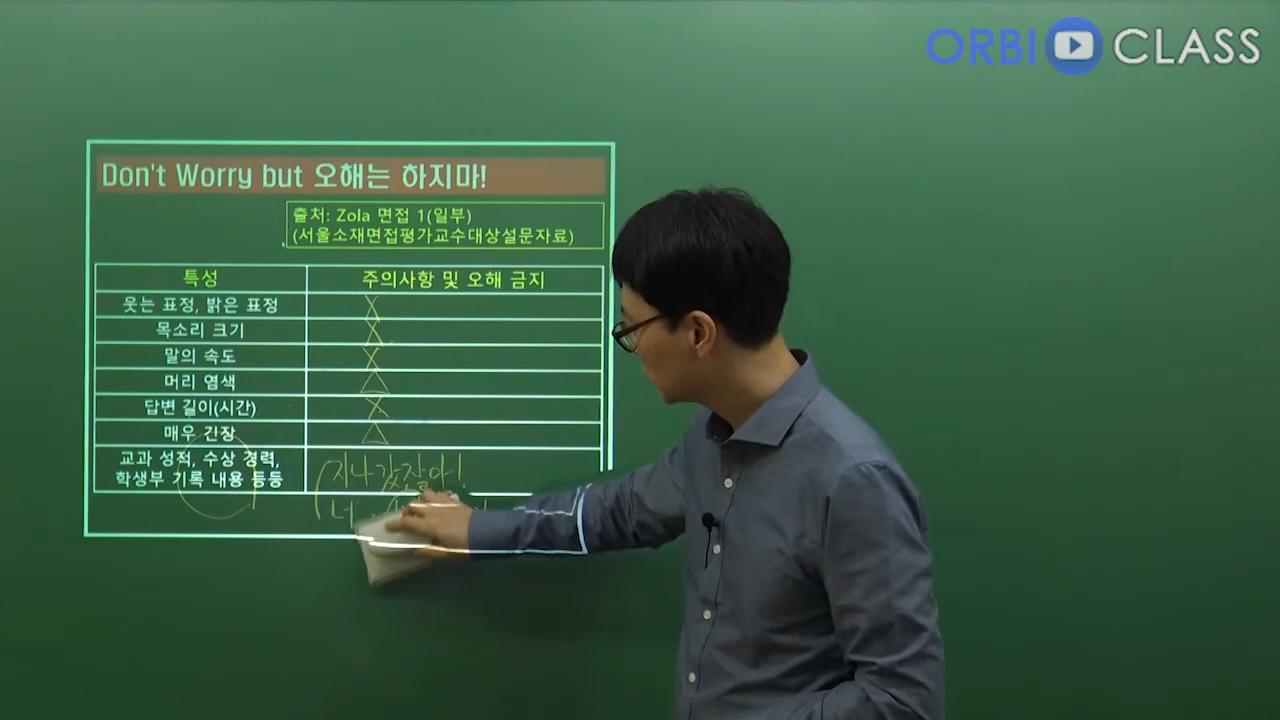 ORBI CLASS
Don't Worry but 오해는 하지마!
출처: Zola 면접 1(일부)
(서울소재면접평가교수대상설문자료)
특성 주의사항 및 오해 금지
웃는 표정, 밝은 표정 X
목소리 크기 X
말의 속도 X
머리 염색 △
답변 길이(시간) X
매우 긴장 △
교과 성적, 수상 경력,
학생부 기록 내용 등등
지나갔잖아!
너